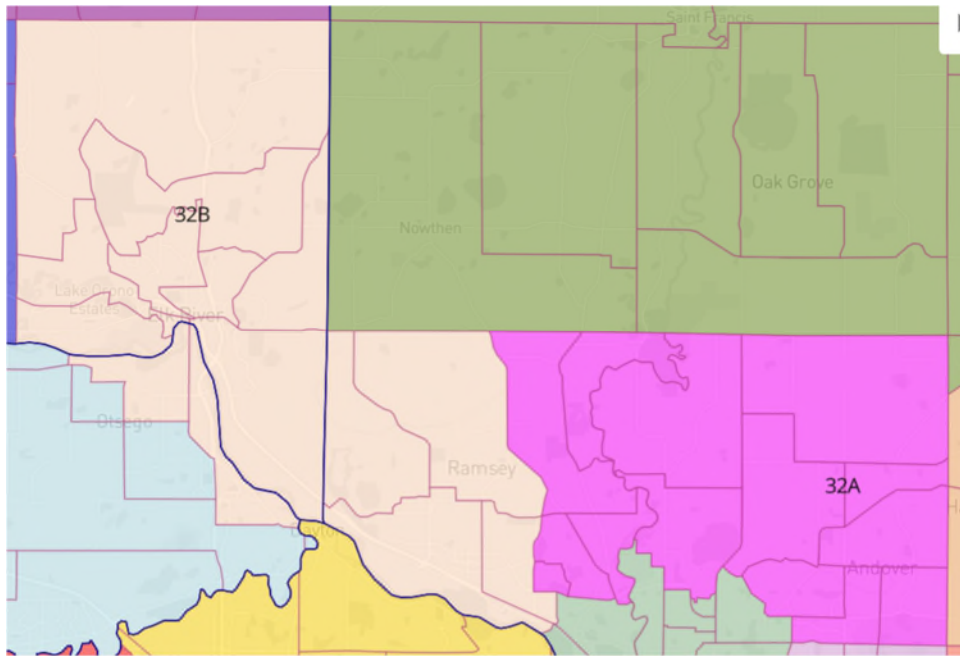 Saint Francis
Oak Grove
32B
Nowthen
Lake Orono
Estates
Elk River
Otsego
Ramsey
32A
Dayton
Andover